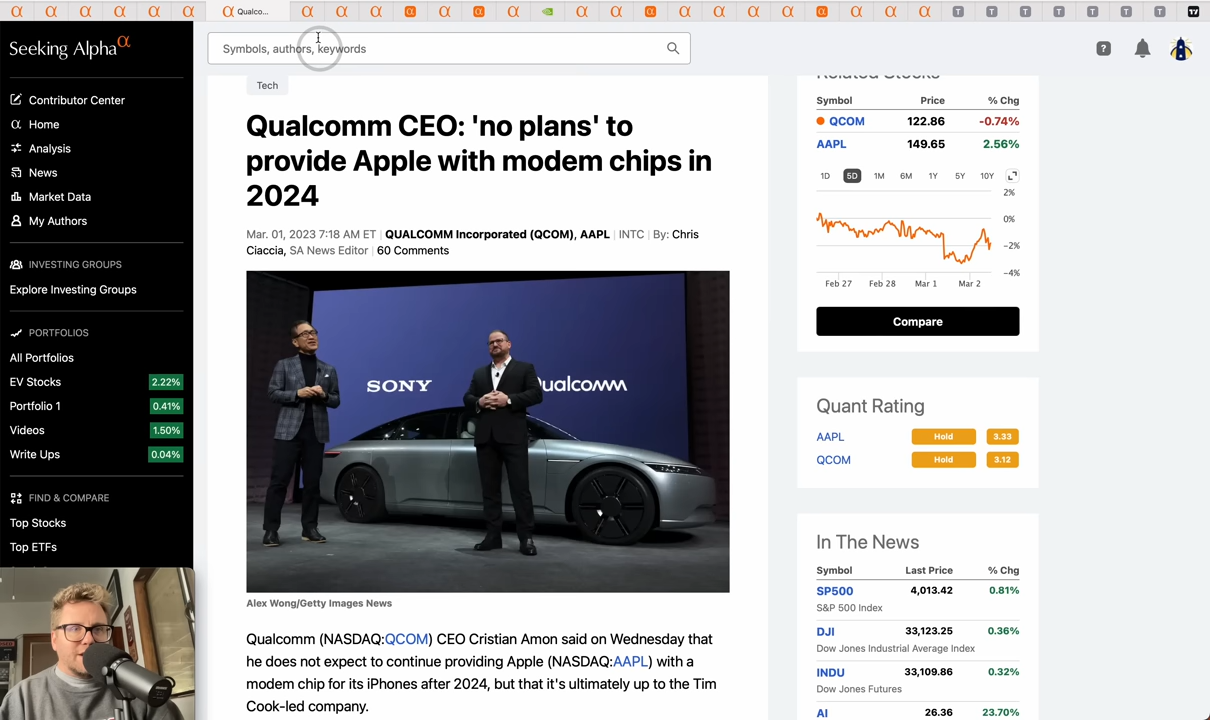 Qualco...
Seeking Alphaα
Symbols, authors, keywords
?
Contributor Center
Home
Analysis
News
Market Data
My Authors
INVESTING GROUPS
Explore Investing Groups
PORTFOLIOS
All Portfolios
EV Stocks 2.22%
Portfolio 1 0.41%
Videos 1.50%
Write Ups 0.04%
FIND & COMPARE
Top Stocks
Top ETFs
Tech
Qualcomm CEO: 'no plans' to
provide Apple with modem chips in
2024
Mar. 01, 2023 7:18 AM ET | QUALCOMM Incorporated (QCOM), AAPL | INTC | By: Chris
Ciaccia, SA News Editor | 60 Comments
SONY Qualcomm
Alex Wong/Getty Images News
Qualcomm (NASDAQ:QCOM) CEO Cristian Amon said on Wednesday that
he does not expect to continue providing Apple (NASDAQ:AAPL) with a
modem chip for its iPhones after 2024, but that it's ultimately up to the Tim
Cook-led company.
Related Stocks
Symbol Price % Chg
QCOM 122.86 -0.74%
AAPL 149.65 2.56%
1D 5D 1M 6M 1Y 5Y 10Y
2%
0%
−2%
−4%
Feb 27 Feb 28 Mar 1 Mar 2
Compare
Quant Rating
AAPL Hold 3.33
QCOM Hold 3.12
In The News
Symbol Last Price % Chg
SP500 4,013.42 0.81%
S&P 500 Index
DJI 33,123.25 0.36%
Dow Jones Industrial Average Index
INDU 33,109.86 0.32%
Dow Jones Futures
AI 26.36 23.70%